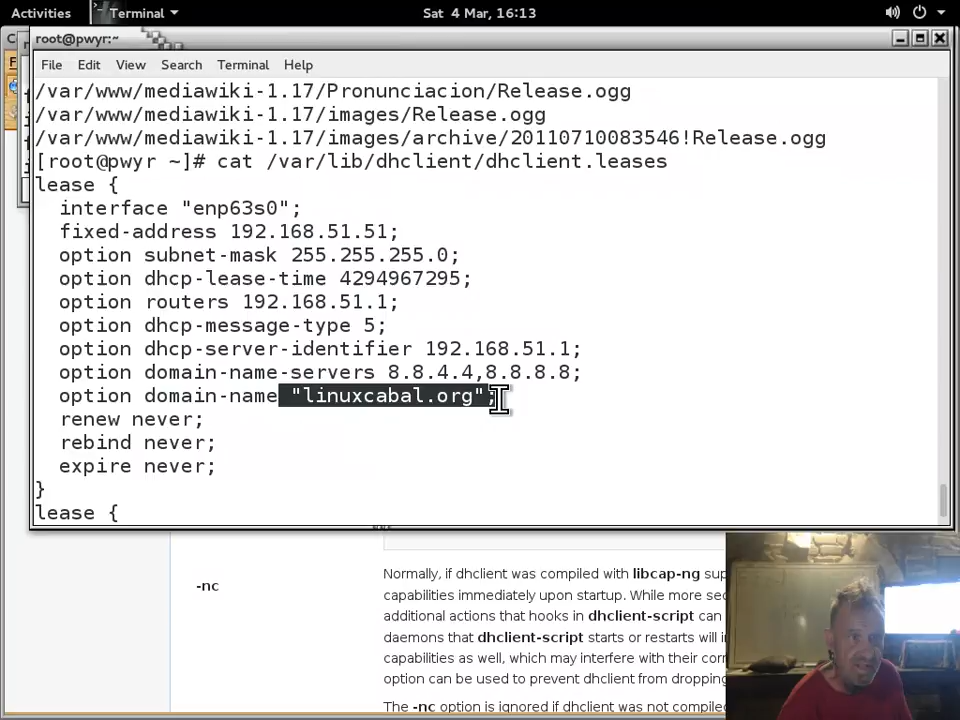 Activities
Terminal
Sat 4 Mar, 16:13
root@pwyr:~
File Edit View Search Terminal Help
/var/www/mediawiki-1.17/Pronunciacion/Release.ogg
/var/www/mediawiki-1.17/images/Release.ogg
/var/www/mediawiki-1.17/images/archive/20110710083546!Release.ogg
[root@pwyr ~]# cat /var/lib/dhclient/dhclient.leases
lease {
interface "enp63s0";
fixed-address 192.168.51.51;
option subnet-mask 255.255.255.0;
option dhcp-lease-time 4294967295;
option routers 192.168.51.1;
option dhcp-message-type 5;
option dhcp-server-identifier 192.168.51.1;
option domain-name-servers 8.8.4.4,8.8.8.8;
option domain-name "linuxcabal.org";
renew never;
rebind never;
expire never;
}
lease {
-nc
Normally, if dhclient was compiled with libcap-ng sup
capabilities immediately upon startup. While more sec
additional actions that hooks in dhclient-script can
daemons that dhclient-script starts or restarts will in
capabilities as well, which may interfere with their corr
option can be used to prevent dhclient from dropping
The -nc option is ignored if dhclient was not compiled